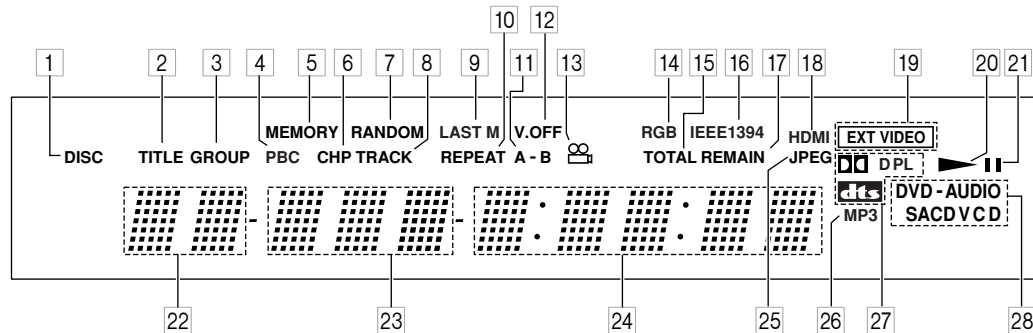 10 12
1 2 3 4 5 6 7 8 9 11 13 14 15 16 17 18 19 20 21
MEMORY RANDOM LAST M V.OFF RGB IEEE1394 HDMI EXT VIDEO
DISC TITLE GROUP PBC CHP TRACK REPEAT A - B TOTAL REMAIN JPEG D PL
dts DVD - AUDIO
MP3 SACD V C D
22 23 24 25 26 27 28